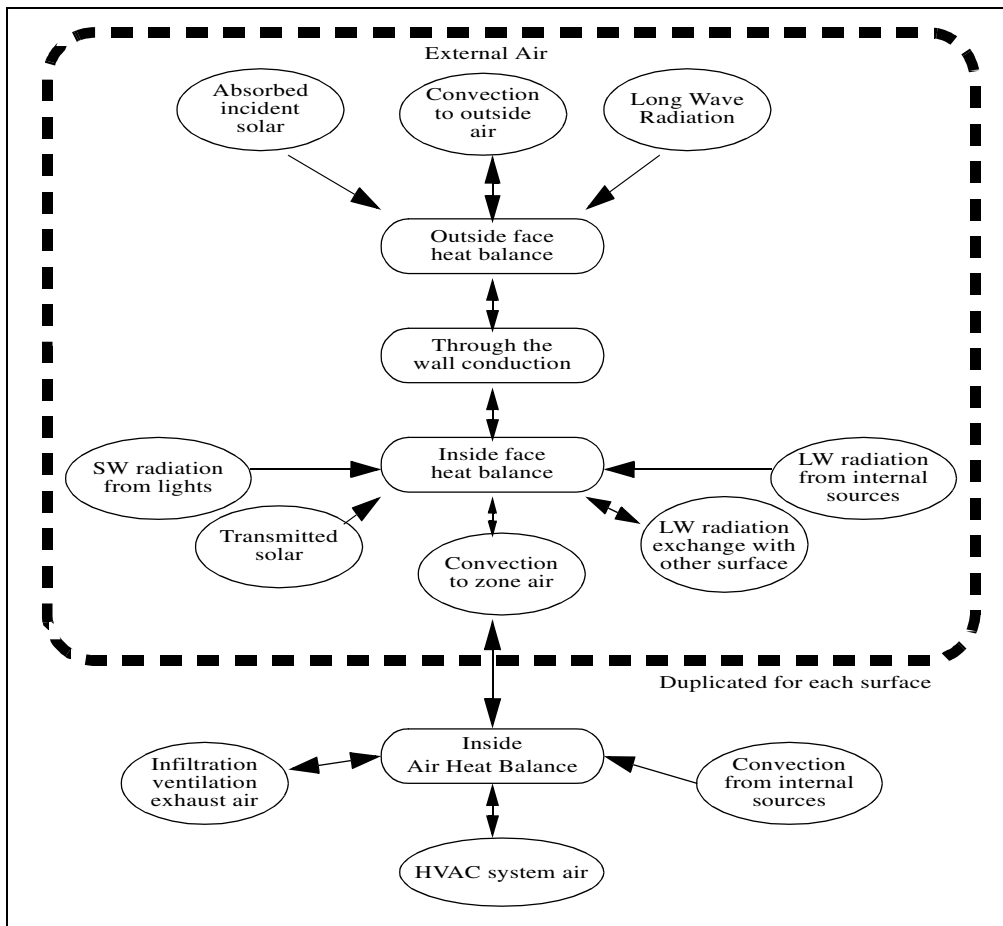 External Air
Absorbed
incident
solar
Convection
to outside
air
Long Wave
Radiation
Outside face
heat balance
Through the
wall conduction
Inside face
heat balance
SW radiation
from lights
LW radiation
from internal
sources
Transmitted
solar
LW radiation
exchange with
other surface
Convection
to zone air
Duplicated for each surface
Inside
Air Heat Balance
Infiltration
ventilation
exhaust air
Convection
from internal
sources
HVAC system air